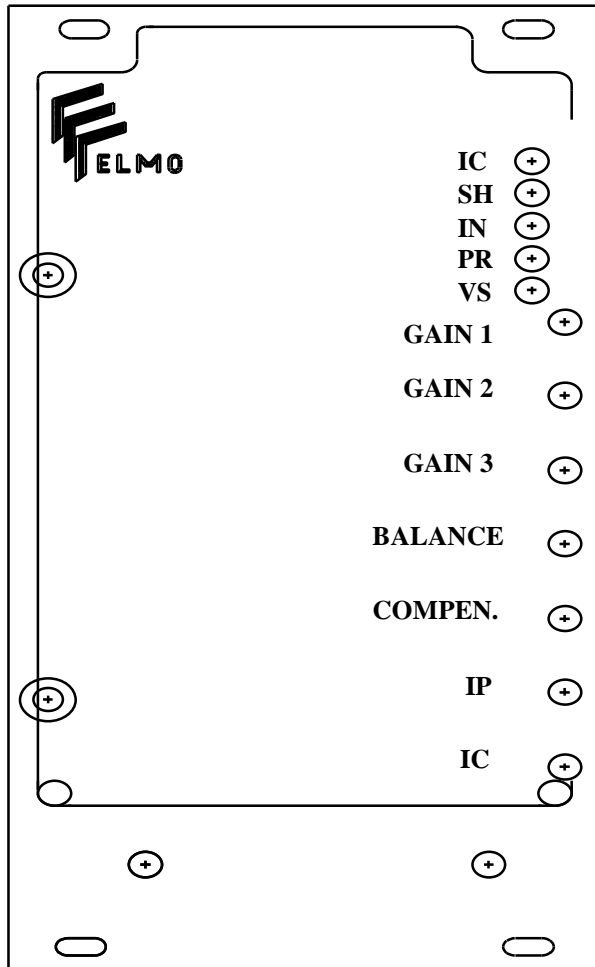 ELMO
IC
SH
IN
PR
VS
GAIN 1
GAIN 2
GAIN 3
BALANCE
COMPEN.
IP
IC